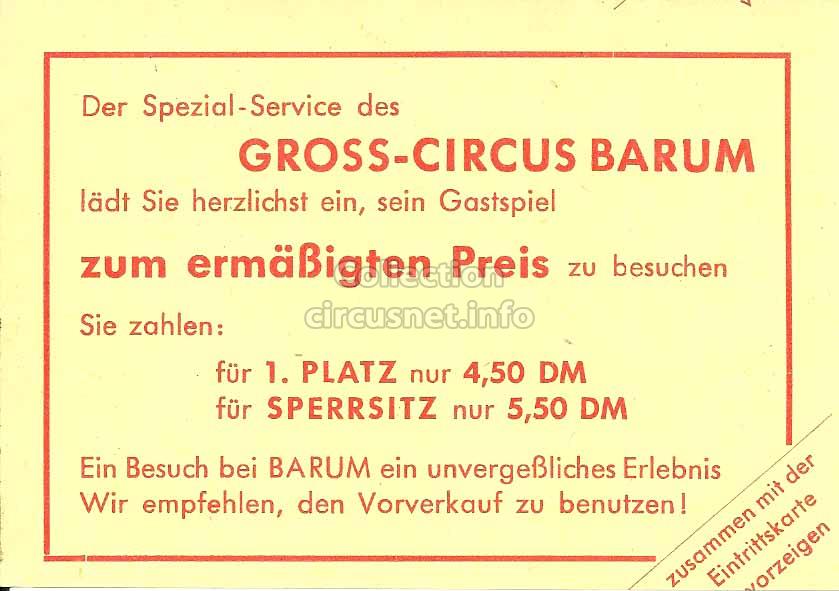 Der Spezial-Service des
GROSS-CIRCUS BARUM
lädt Sie herzlichst ein, sein Gastspiel
zum ermäßigten Preis zu besuchen
Collection
circusnet.info
Sie zahlen:
für 1. PLATZ nur 4,50 DM
für SPERRSITZ nur 5,50 DM
Ein Besuch bei BARUM ein unvergeßliches Erlebnis
Wir empfehlen, den Vorverkauf zu benutzen!
zusammen mit der
Eintrittskarte
vorzeigen